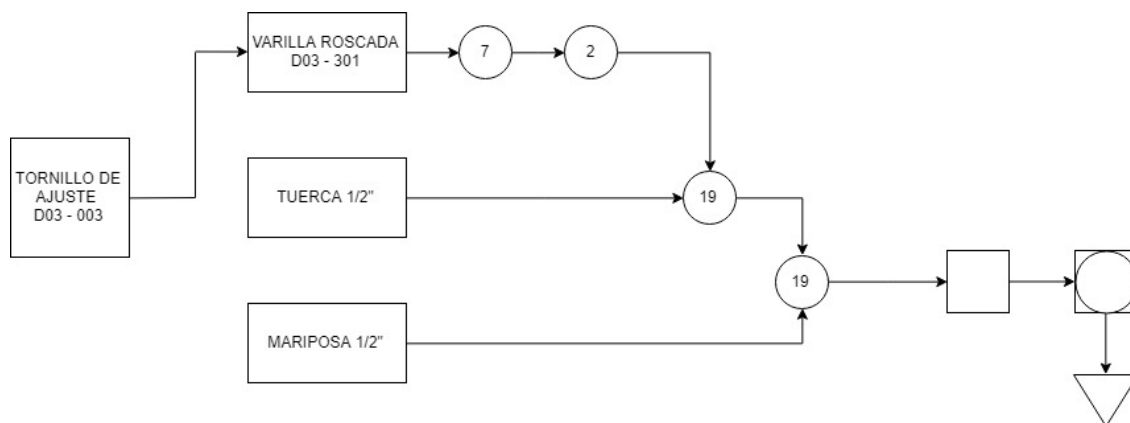 VARILLA ROSCADA
D03 - 301
7
2
TORNILLO DE
AJUSTE
D03 - 003
TUERCA 1/2"
19
19
MARIPOSA 1/2"